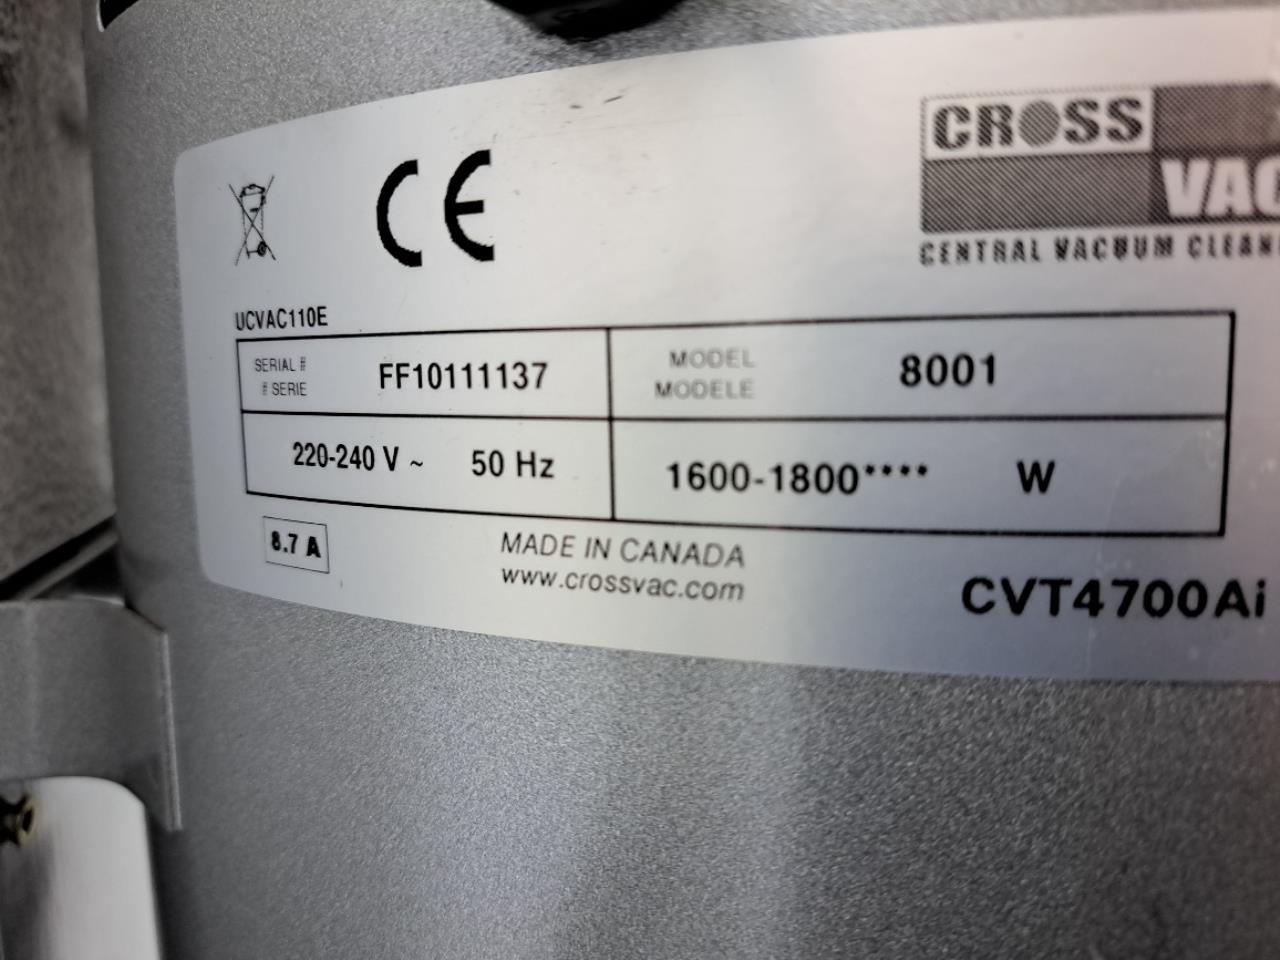 CE
CROSS
VAC
CENTRAL VACUUM
UCVAC110E
SERIAL #
# SERIE
FF10111137
MODEL
MODELE
8001
220-240 V ~ 50 Hz
1600-1800**** W
8.7 A
MADE IN CANADA
www.crossvac.com
CVT4700Ai